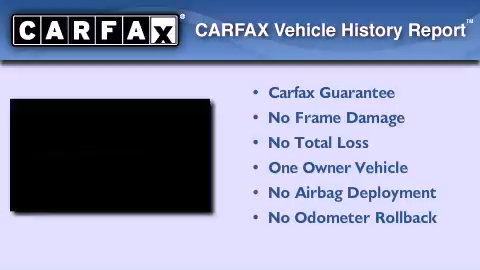 CARFAX® CARFAX Vehicle History Report™
• Carfax Guarantee
• No Frame Damage
• No Total Loss
• One Owner Vehicle
• No Airbag Deployment
• No Odometer Rollback